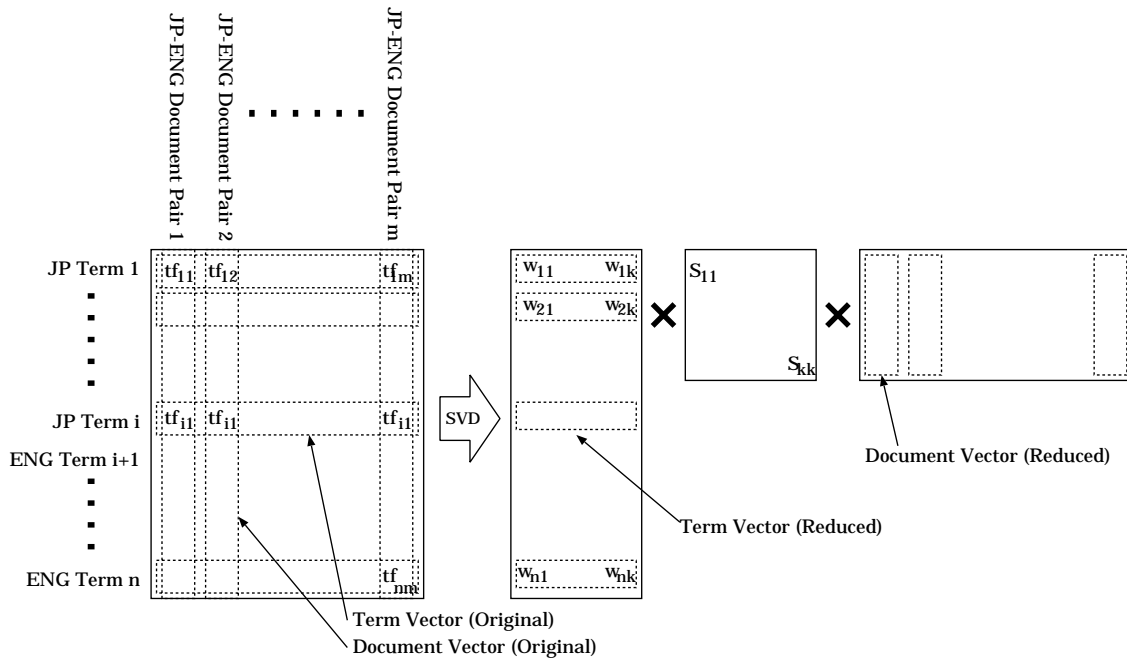 JP-ENG Document Pair 1
JP-ENG Document Pair 2
JP-ENG Document Pair m
JP Term 1
tf11
tf12
tf1m
w11
w1k
S11
w21
w2k
Skk
JP Term i
tfi1
tfi1
tfi1
SVD
ENG Term i+1
Document Vector (Reduced)
Term Vector (Reduced)
ENG Term n
tfnm
wn1
wnk
Term Vector (Original)
Document Vector (Original)